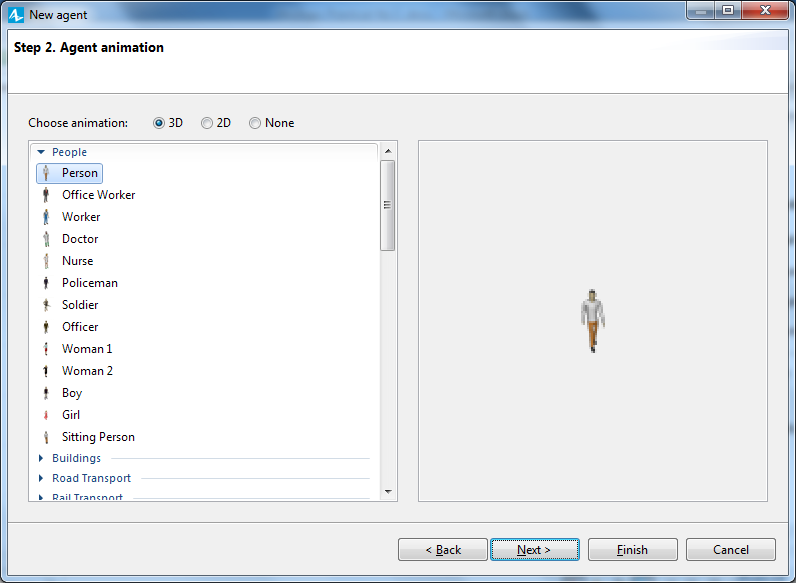 New agent
Step 2. Agent animation
Choose animation: 3D 2D None
People
Person
Office Worker
Worker
Doctor
Nurse
Policeman
Soldier
Officer
Woman 1
Woman 2
Boy
Girl
Sitting Person
Buildings
Road Transport
Rail Transport
< Back Next > Finish Cancel